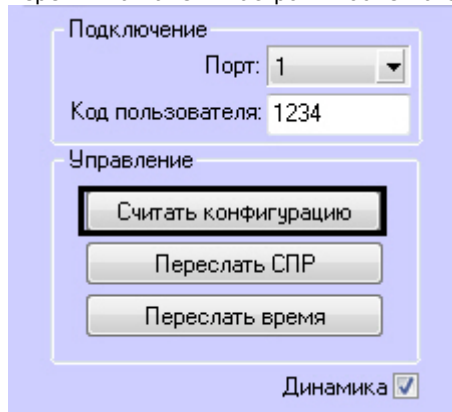 Подключение
Порт: 1
Код пользователя: 1234
Управление
Считать конфигурацию
Переслать СПР
Переслать время
Динамика